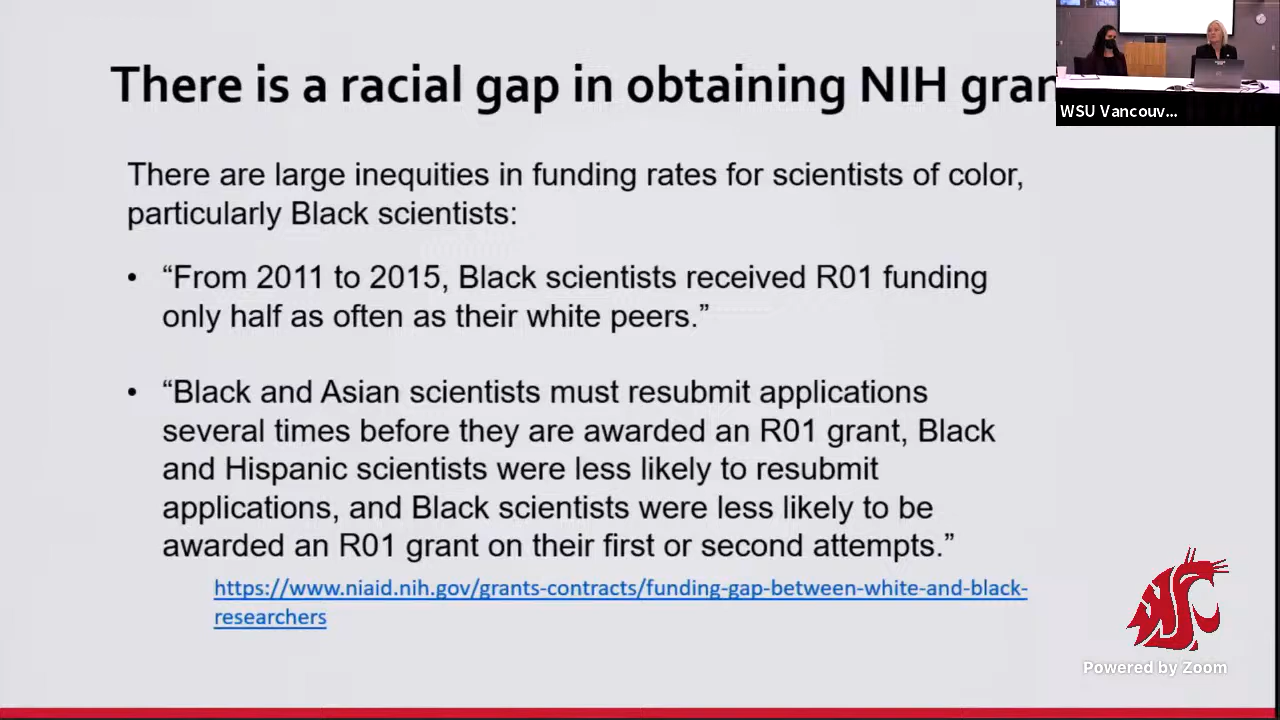 There is a racial gap in obtaining NIH gran
WSU Vancouv...
There are large inequities in funding rates for scientists of color,
particularly Black scientists:
• “From 2011 to 2015, Black scientists received R01 funding
only half as often as their white peers.”
• “Black and Asian scientists must resubmit applications
several times before they are awarded an R01 grant, Black
and Hispanic scientists were less likely to resubmit
applications, and Black scientists were less likely to be
awarded an R01 grant on their first or second attempts.”
https://www.niaid.nih.gov/grants-contracts/funding-gap-between-white-and-black-
researchers
WSU
Powered by Zoom